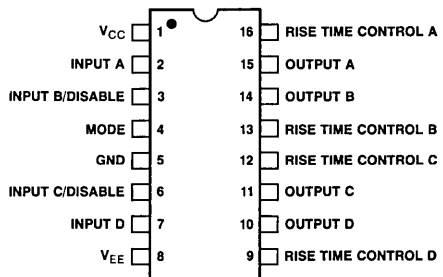 VCC 1 16 RISE TIME CONTROL A
INPUT A 2 15 OUTPUT A
INPUT B/DISABLE 3 14 OUTPUT B
MODE 4 13 RISE TIME CONTROL B
GND 5 12 RISE TIME CONTROL C
INPUT C/DISABLE 6 11 OUTPUT C
INPUT D 7 10 OUTPUT D
VEE 8 9 RISE TIME CONTROL D